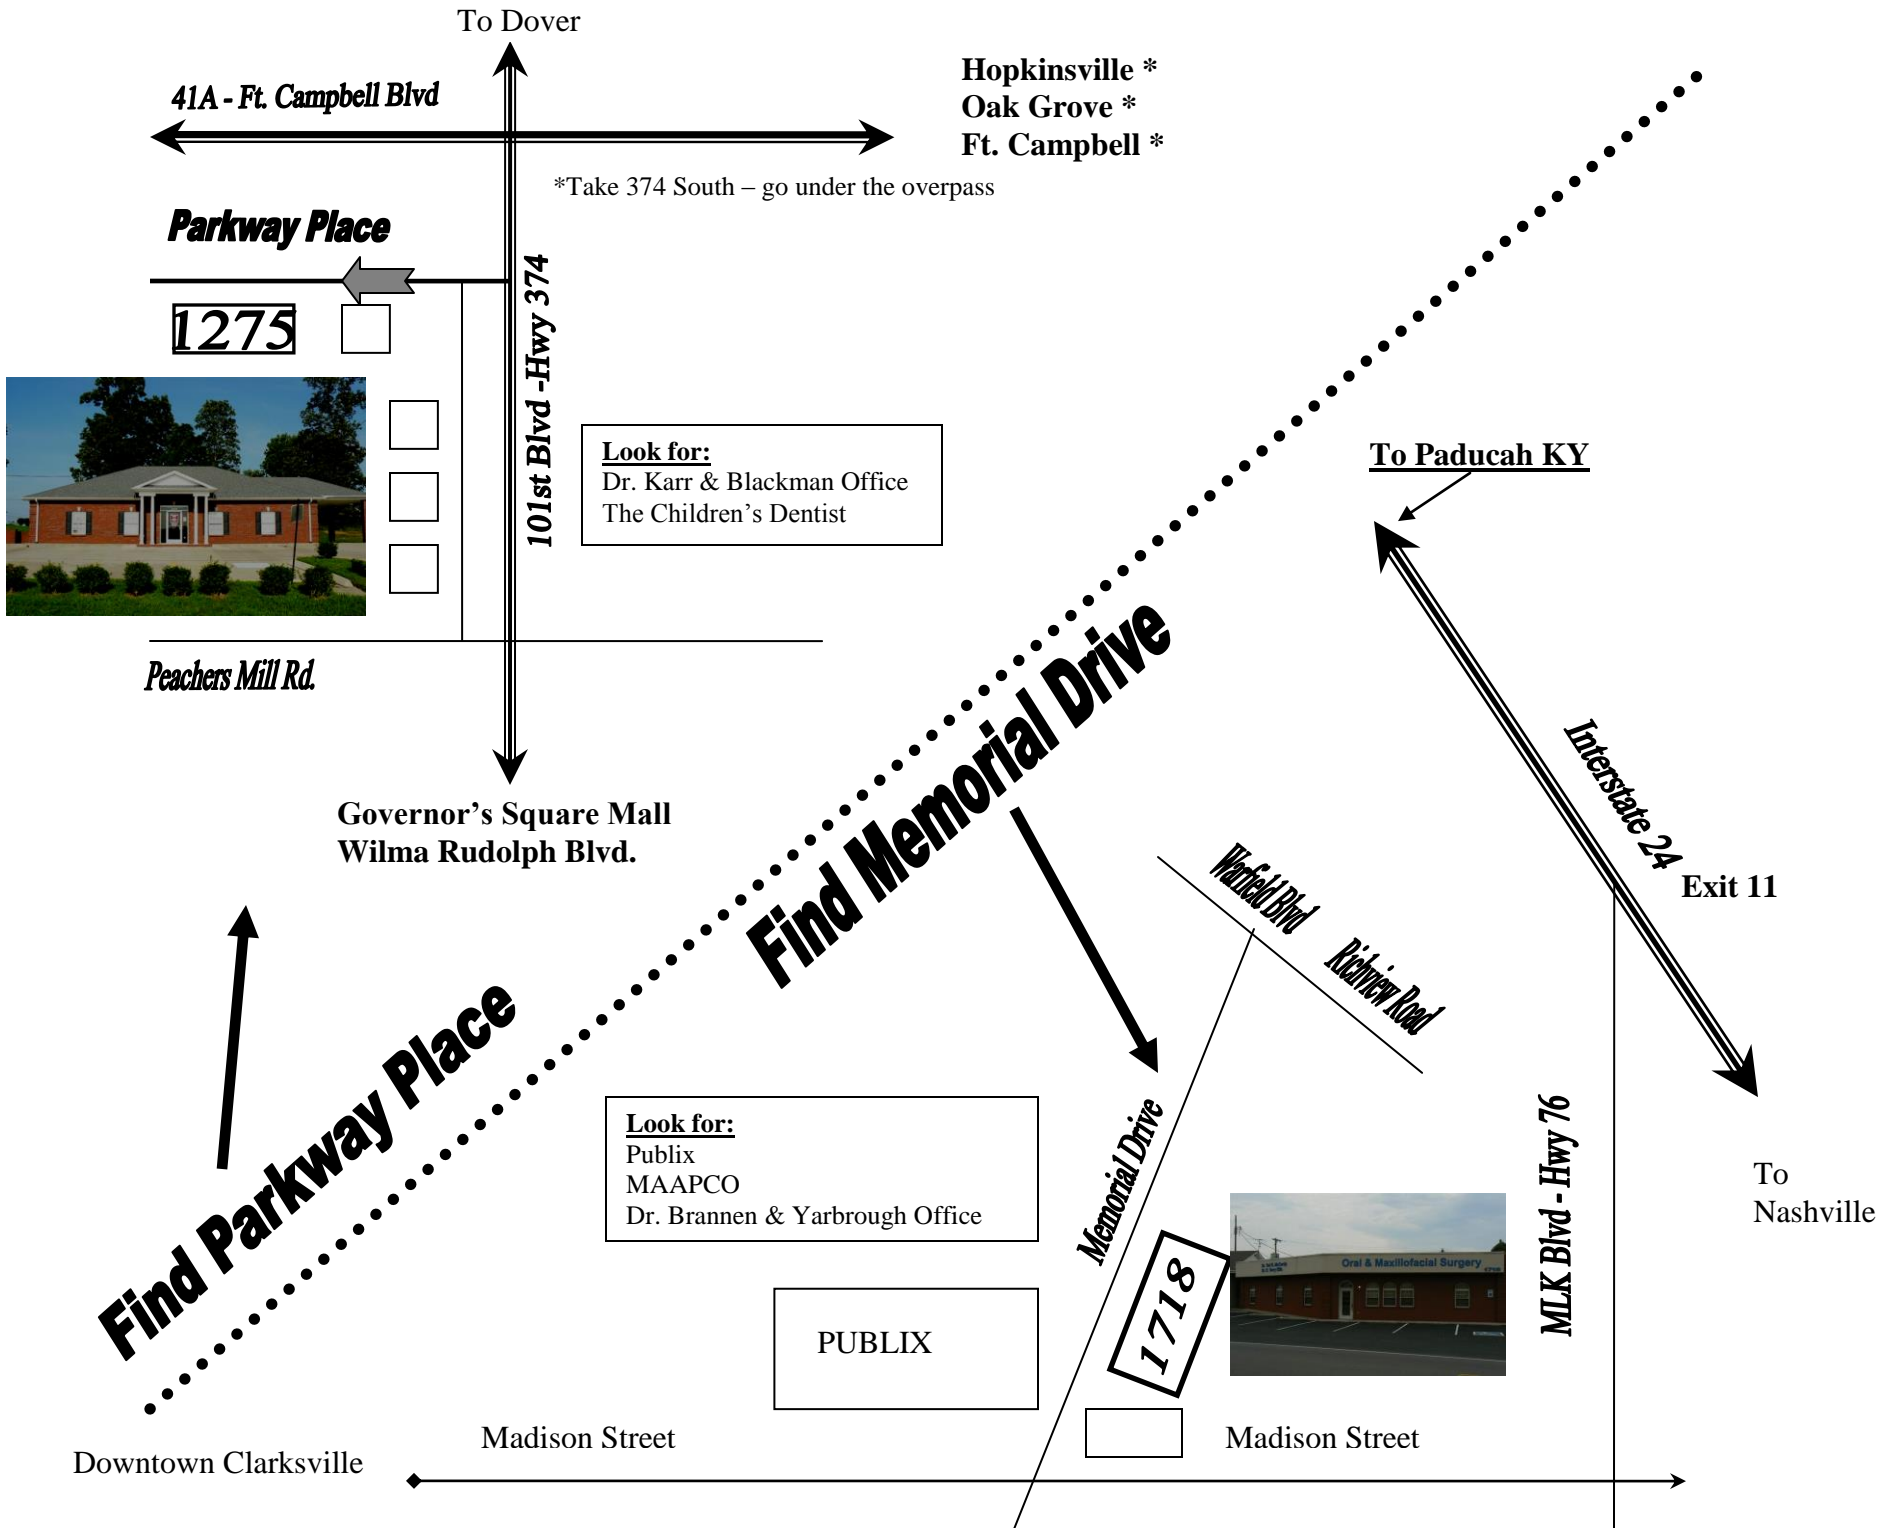 To Dover
41A - Ft. Campbell Blvd
Hopkinsville *
Oak Grove *
Ft. Campbell *
*Take 374 South – go under the overpass
Parkway Place
1275
101st Blvd -Hwy 374
Look for:
Dr. Karr & Blackman Office
The Children’s Dentist
Peachers Mill Rd.
Governor’s Square Mall
Wilma Rudolph Blvd.
Find Parkway Place
Find Memorial Drive
To Paducah KY
Interstate 24
Exit 11
Warfield Blvd
Richview Road
MLK Blvd - Hwy 76
To
Nashville
Look for:
Publix
MAAPCO
Dr. Brannen & Yarbrough Office
Memorial Drive
1718
Oral & Maxillofacial Surgery
1718
PUBLIX
Madison Street
Madison Street
Downtown Clarksville